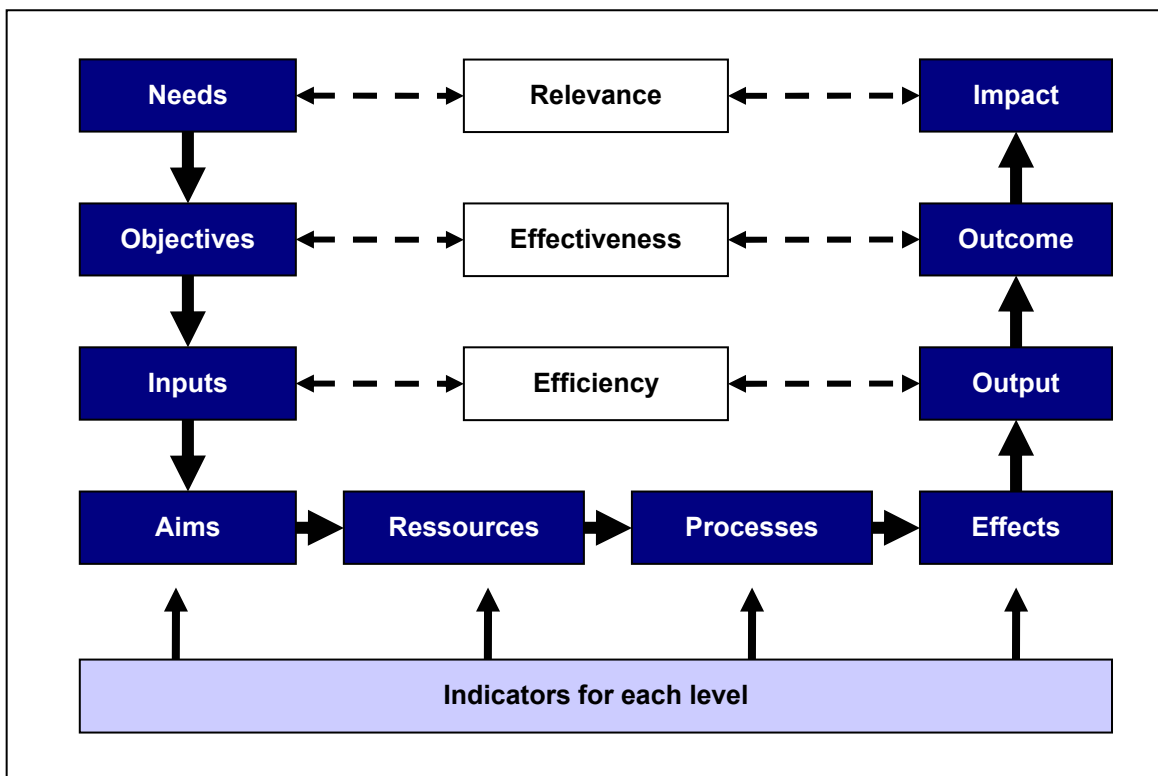 Needs
Relevance
Impact
Objectives
Effectiveness
Outcome
Inputs
Efficiency
Output
Aims
Ressources
Processes
Effects
Indicators for each level